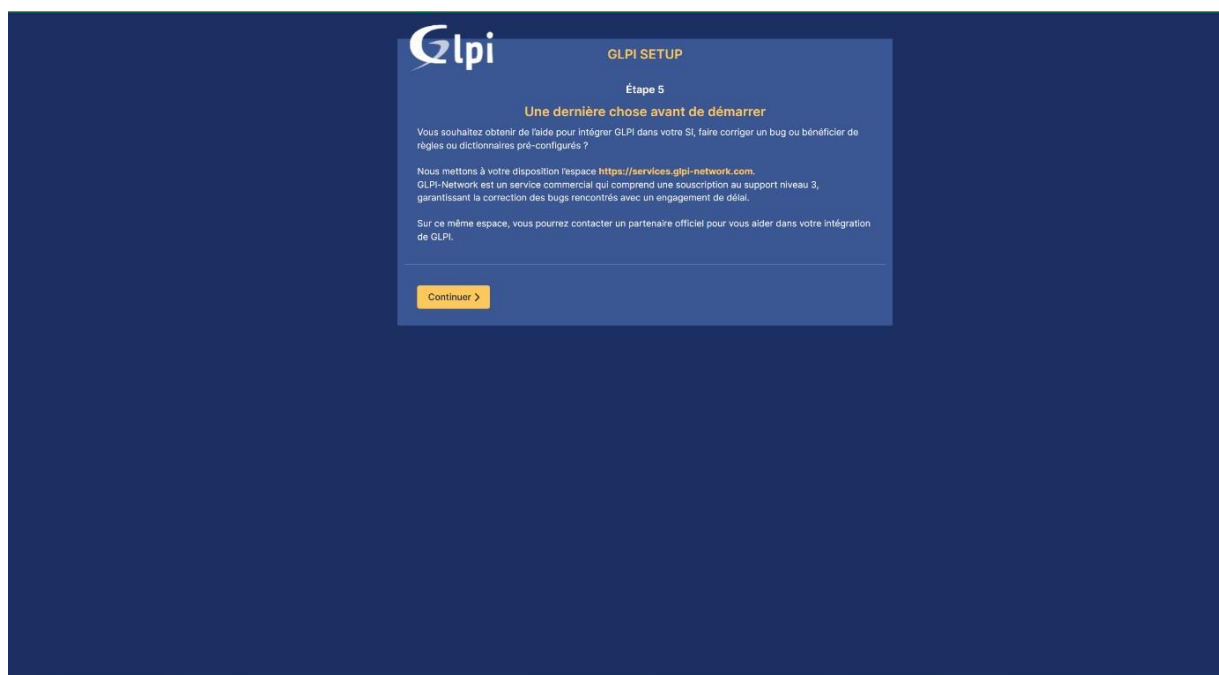 Glpi
GLPI SETUP
Étape 5
Une dernière chose avant de démarrer
Vous souhaitez obtenir de l'aide pour intégrer GLPI dans votre SI, faire corriger un bug ou bénéficier de
règles ou dictionnaires pré-configurés ?
Nous mettons à votre disposition l'espace https://services.glpi-network.com.
GLPI-Network est un service commercial qui comprend une souscription au support niveau 3,
garantissant la correction des bugs rencontrés avec un engagement de délai.
Sur ce même espace, vous pourrez contacter un partenaire officiel pour vous aider dans votre intégration
de GLPI.
Continuer >